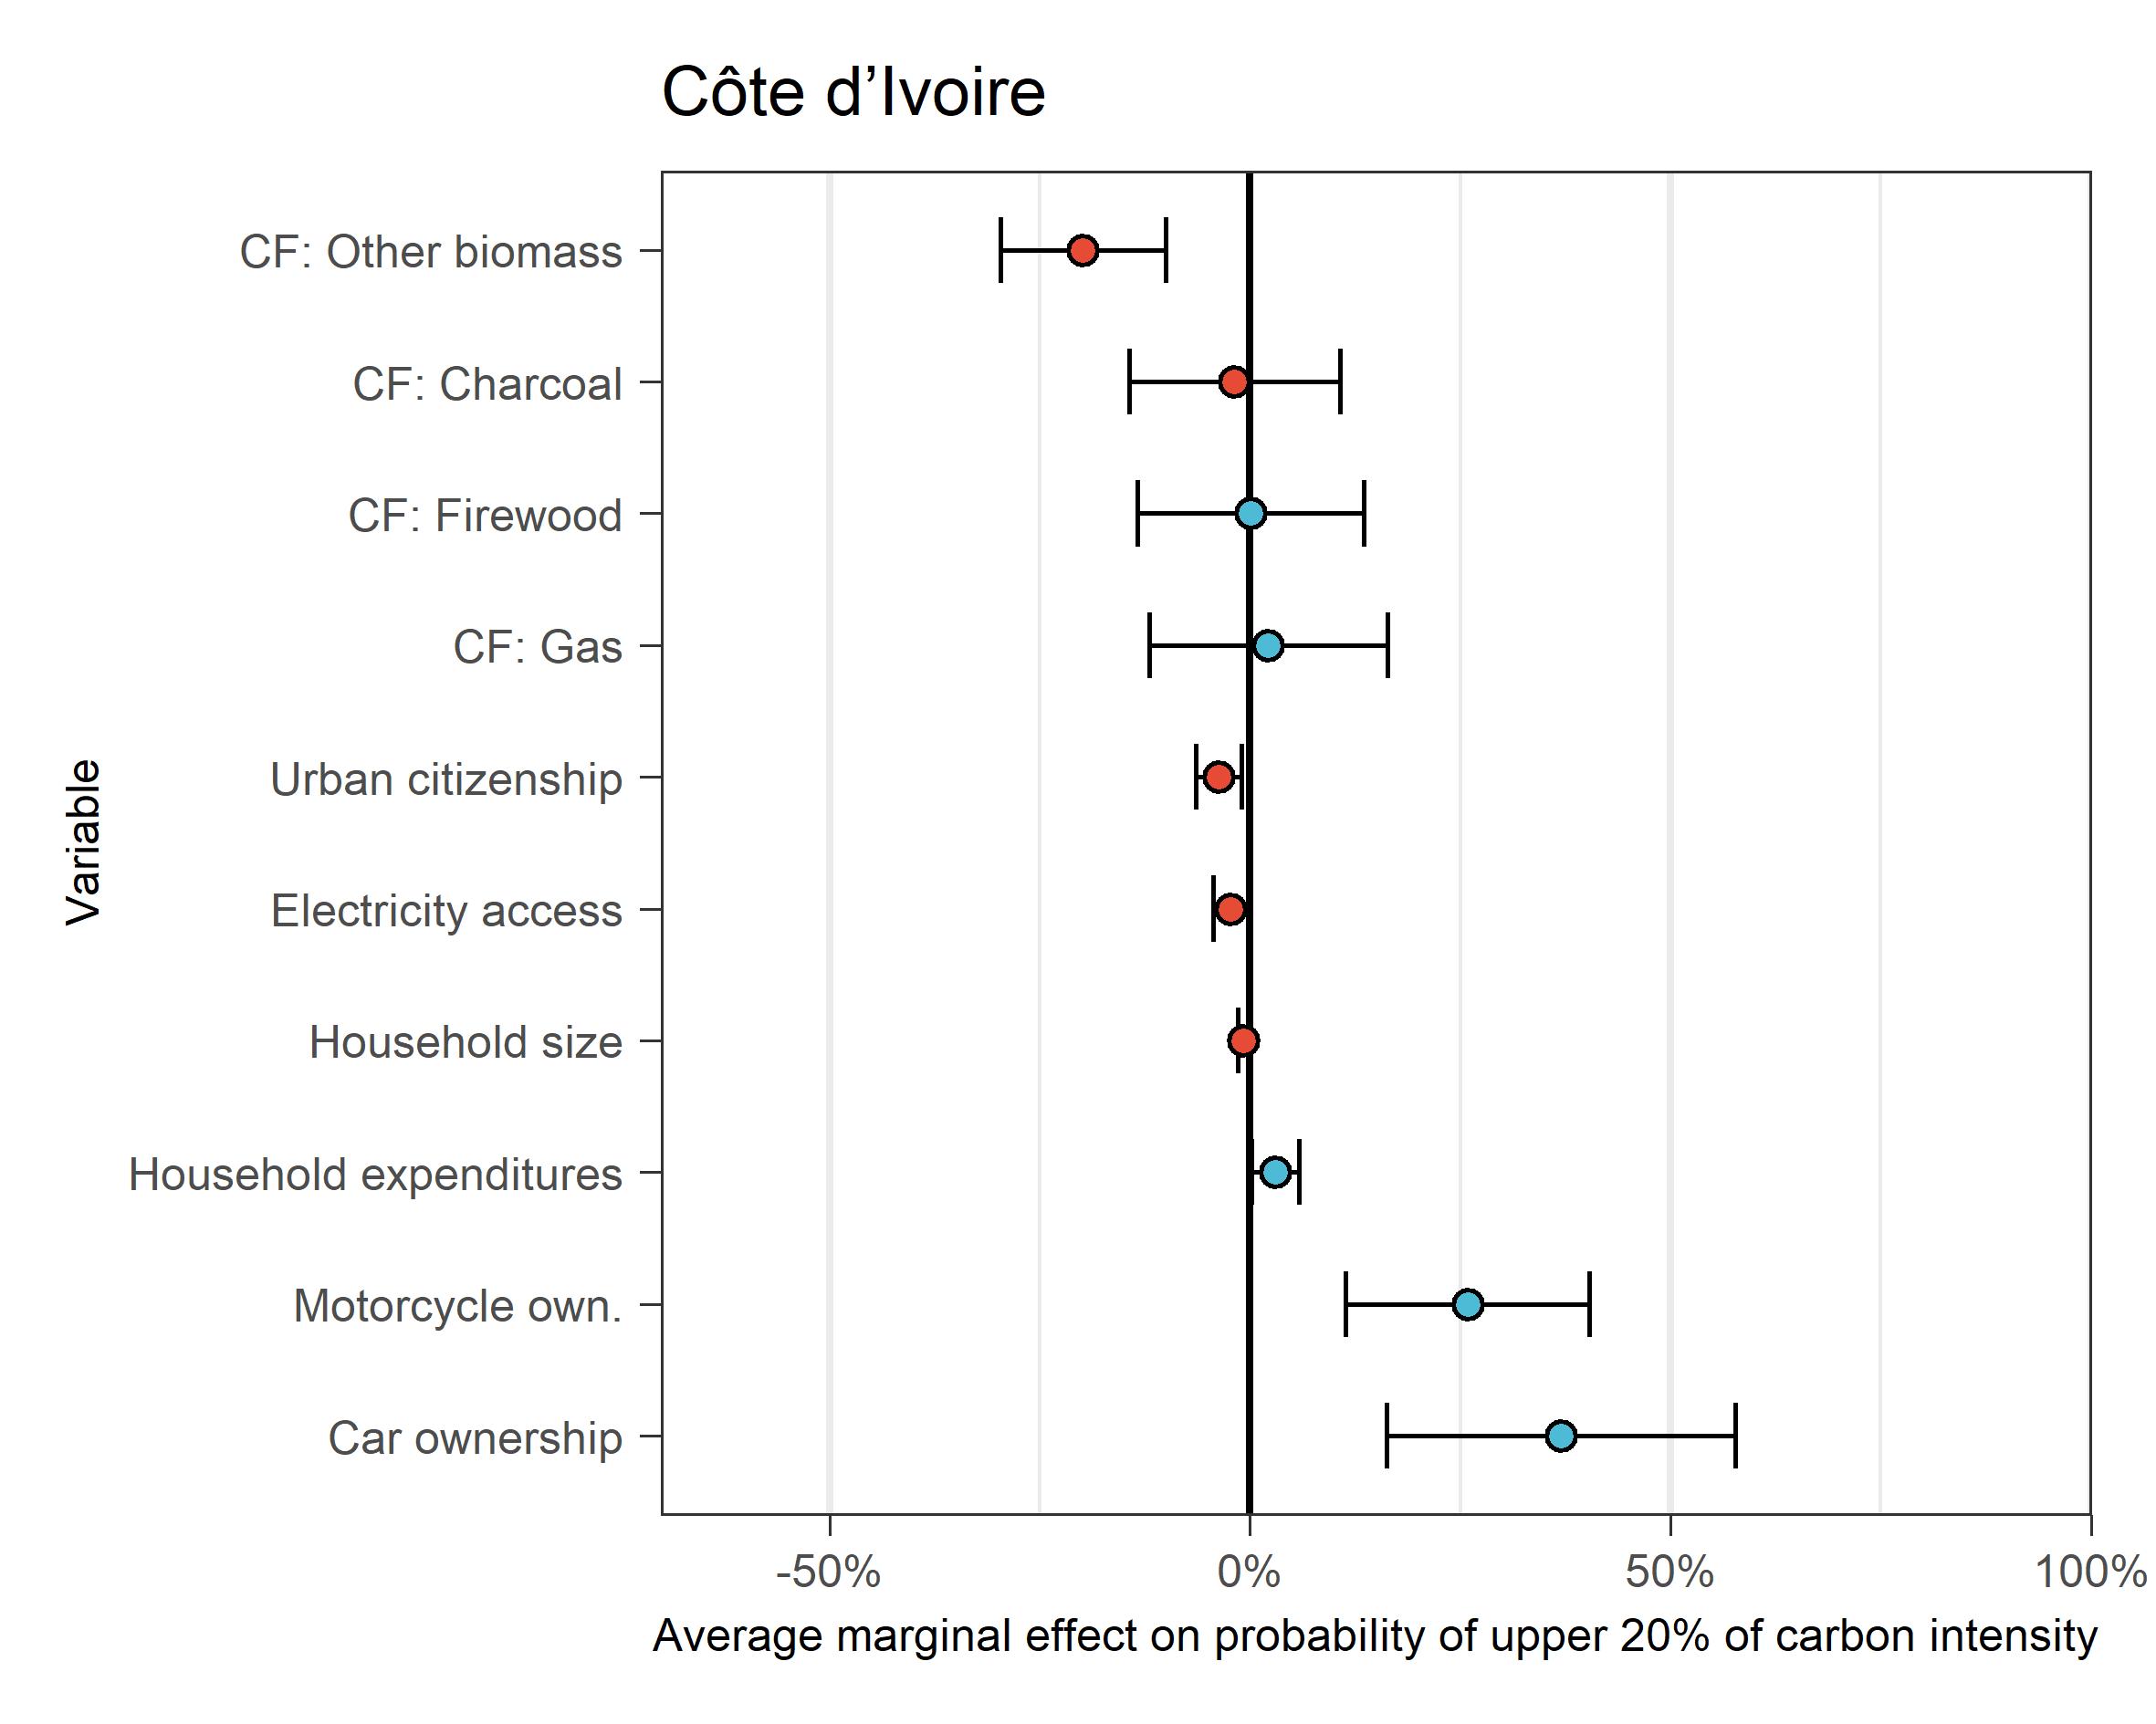 Côte d’Ivoire
CF: Other biomass
CF: Charcoal
CF: Firewood
CF: Gas
Urban citizenship
Electricity access
Household size
Household expenditures
Motorcycle own.
Car ownership
Variable
-50% 0% 50% 100%
Average marginal effect on probability of upper 20% of carbon intensity